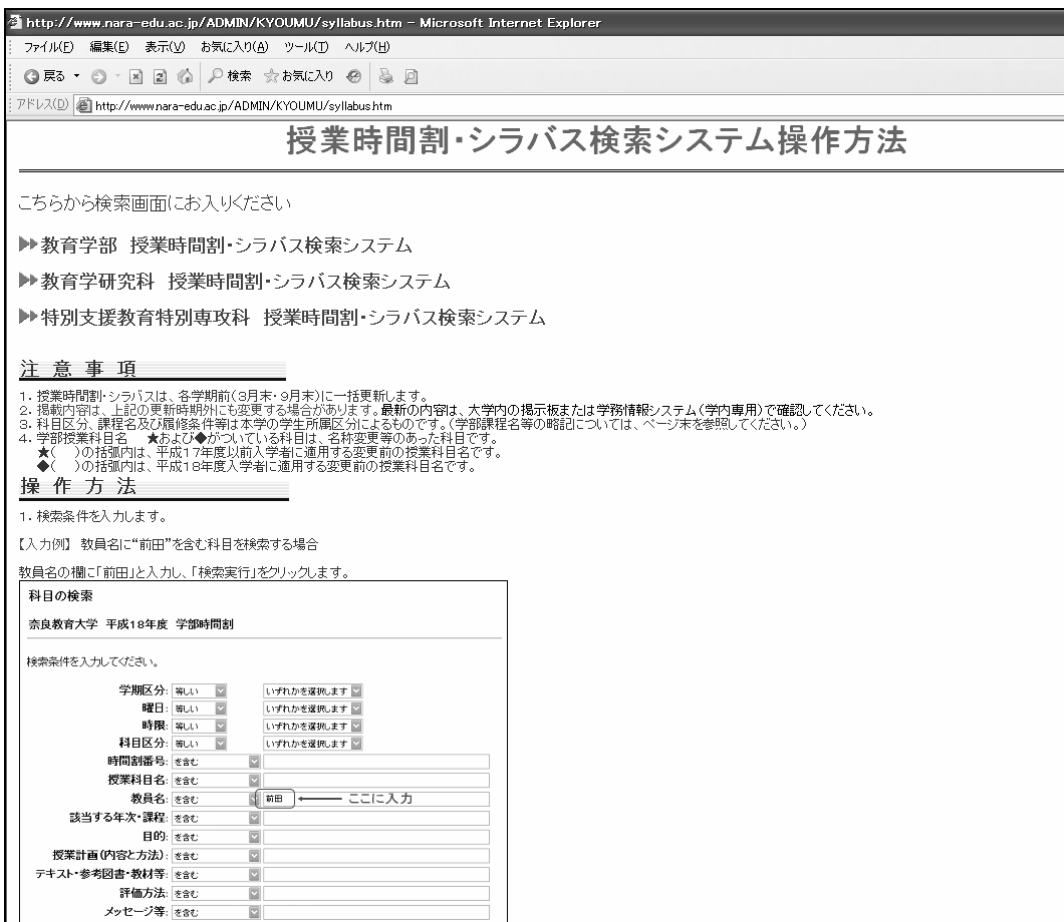 http://www.nara-edu.ac.jp/ADMIN/KYOUMU/syllabus.htm - Microsoft Internet Explorer
ファイル(F) 編集(E) 表示(V) お気に入り(A) ツール(T) ヘルプ(H)
戻る 検索 お気に入り
アドレス(D) http://www.nara-edu.ac.jp/ADMIN/KYOUMU/syllabus.htm
授業時間割・シラバス検索システム操作方法
こちらから検索画面にお入りください
教育学部 授業時間割・シラバス検索システム
教育学研究科 授業時間割・シラバス検索システム
特別支援教育特別専攻科 授業時間割・シラバス検索システム
注意事項
1. 授業時間割・シラバスは、各学期前(3月末・9月末)に一括更新します。
2. 掲載内容は、上記の更新時期外にも変更する場合があります。最新の内容は、大学内の掲示板または学務情報システム(学内専用)で確認してください。
3. 科目区分、課程名及び履修条件等は本学の学生所属区分によるものです。(学部課程名等の略記については、ページ末を参照してください。)
4. 学部授業科目名 ★および◆がついている科目は、名称変更等のあった科目です。
★( )の括弧内は、平成17年度以前入学者に適用する変更前の授業科目名です。
◆( )の括弧内は、平成18年度入学者に適用する変更前の授業科目名です。
操作方法
1. 検索条件を入力します。
【入力例】 教員名に“前田”を含む科目を検索する場合
教員名の欄に「前田」と入力し、「検索実行」をクリックします。
科目の検索
奈良教育大学 平成18年度 学部時間割
検索条件を入力してください。
学期区分: 等しい いずれかを選択します
曜日: 等しい いずれかを選択します
時限: 等しい いずれかを選択します
科目区分: 等しい いずれかを選択します
時間割番号: を含む
授業科目名: を含む
教員名: を含む 前田 ここに入力
該当する年次・課程: を含む
目的: を含む
授業計画(内容と方法): を含む
テキスト・参考図書・教材等: を含む
評価方法: を含む
メッセージ等: を含む